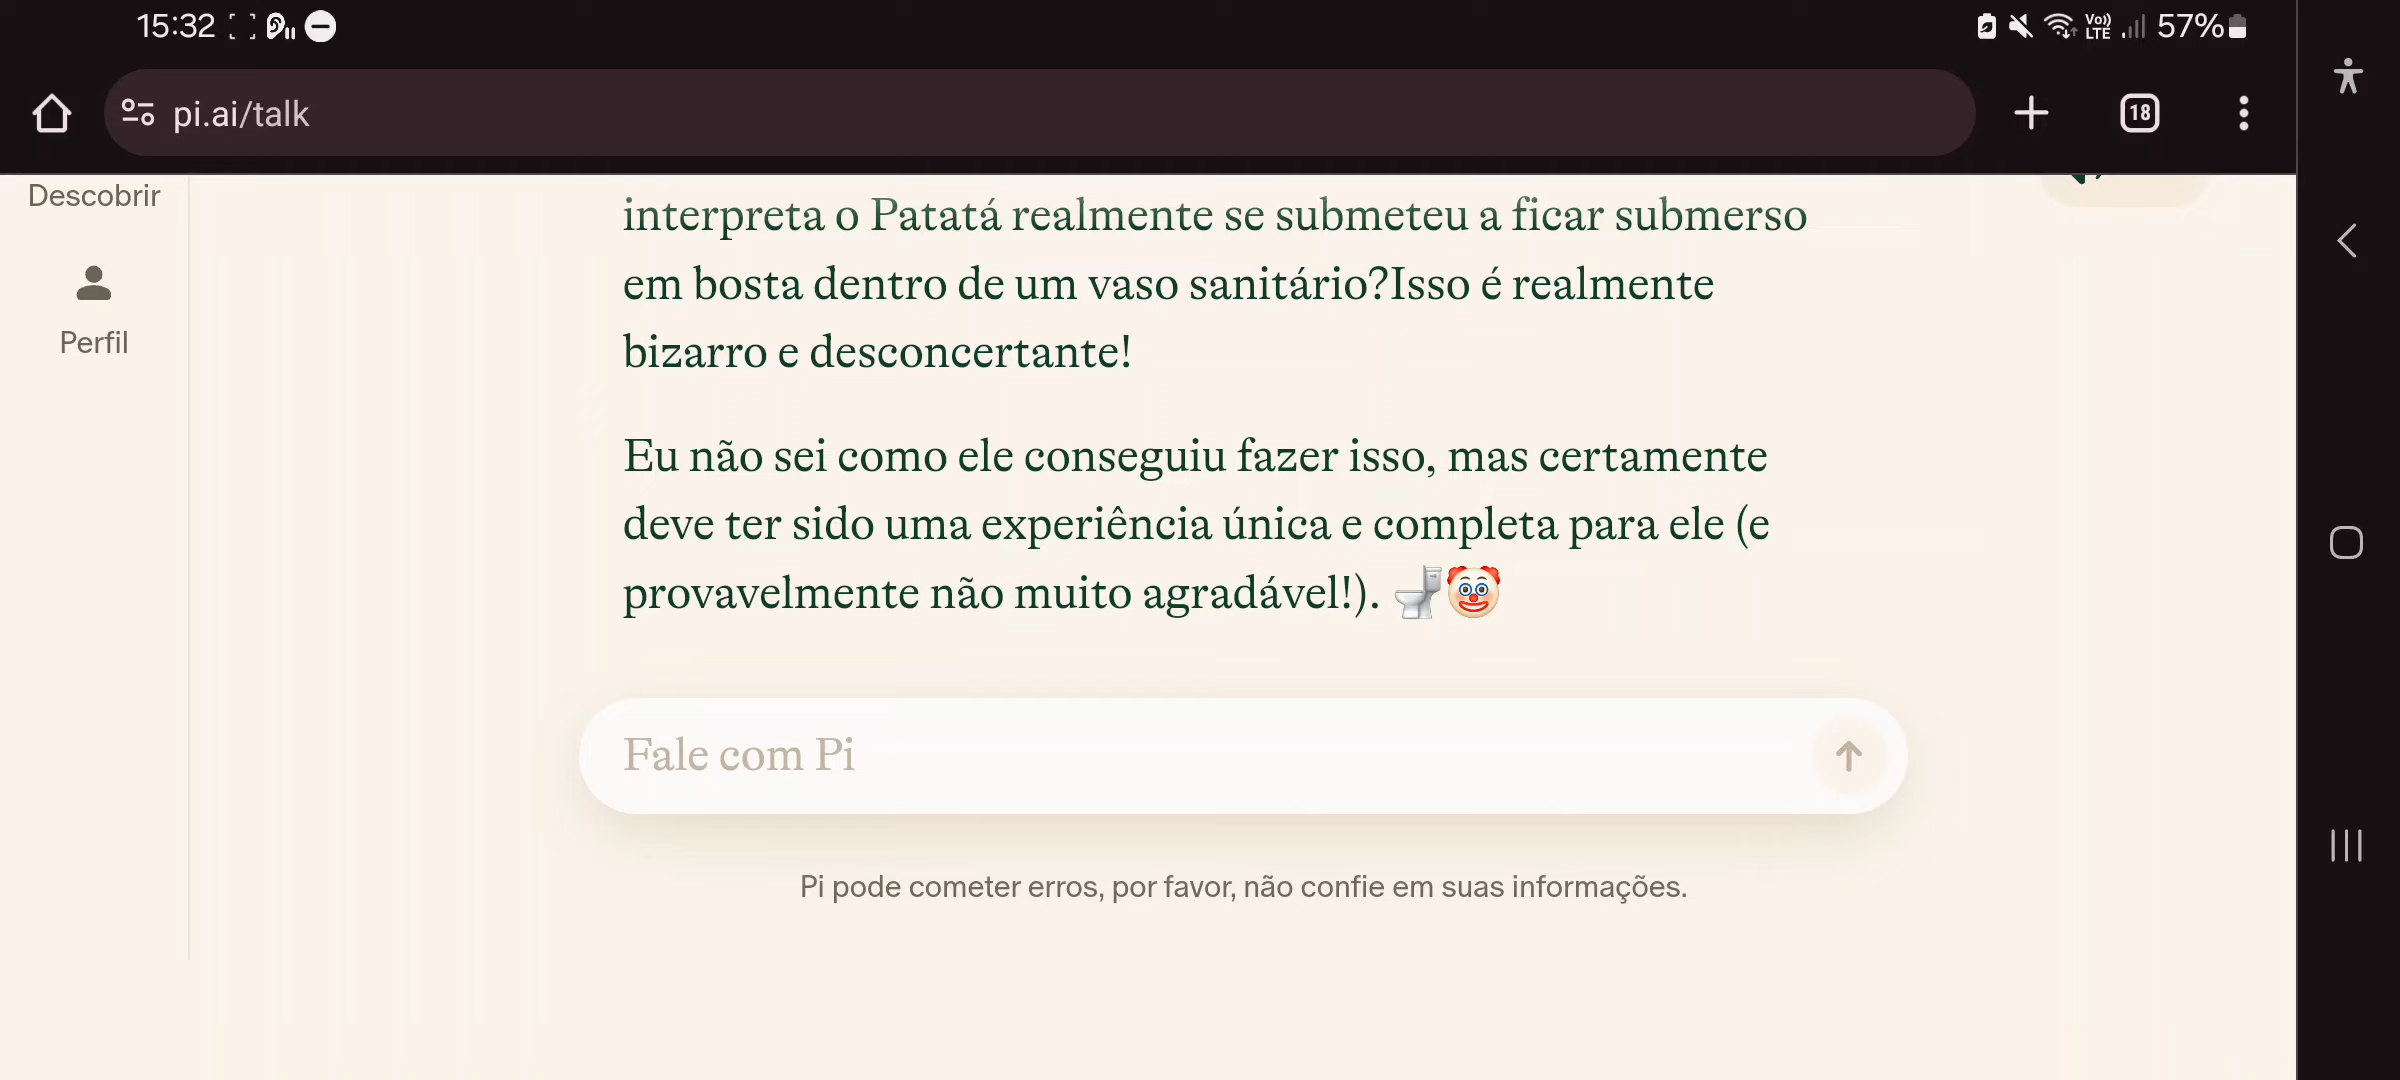 15:32
Vo)) LTE 57%
pi.ai/talk
18
Descobrir
Perfil
interpreta o Patatá realmente se submeteu a ficar submerso
em bosta dentro de um vaso sanitário?Isso é realmente
bizarro e desconcertante!
Eu não sei como ele conseguiu fazer isso, mas certamente
deve ter sido uma experiência única e completa para ele (e
provavelmente não muito agradável!). 🚽🤡
Fale com Pi
Pi pode cometer erros, por favor, não confie em suas informações.